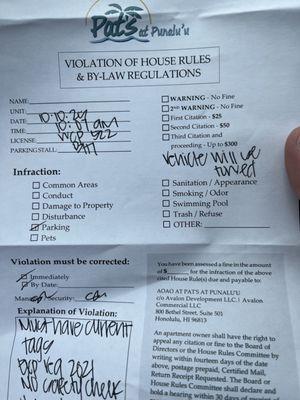 Pat's at Punalu'u
VIOLATION OF HOUSE RULES
& BY-LAW REGULATIONS
NAME:
UNIT:
DATE: 10-10-24
TIME: 10:07 am
LICENSE: WCP 922
PARKING STALL:
WARNING - No Fine
2ND WARNING - No Fine
First Citation - $25
Second Citation - $50
Third Citation and
proceeding - Up to $300
vehicle will be
towed
Infraction:
Common Areas
Conduct
Damage to Property
Disturbance
Parking
Pets
Sanitation / Appearance
Smoking / Odor
Swimming Pool
Trash / Refuse
OTHER:
Violation must be corrected:
Immediately
By Date:
Security:
Explanation of Violation:
Must have current
tags
Exp reg 2021
No safety check
You have been assessed a fine in the amount
of $ for the infraction of the above
cited House Rule(s) due and payable to:
AOAO AT PATS AT PUNALU'U
c/o Avalon Development LLC.| Avalon
Commercial LLC
800 Bethel Street, Suite 501
Honolulu, HI 96813
An apartment owner shall have the right to
appeal any citation or fine to the Board of
Directors or the House Rules Committee by
writing within fourteen days of the date
above, postage prepaid, Certified Mail,
Return Receipt Requested. The Board or
House Rules Committee shall declare and
hold a hearing within 30 days of receipt